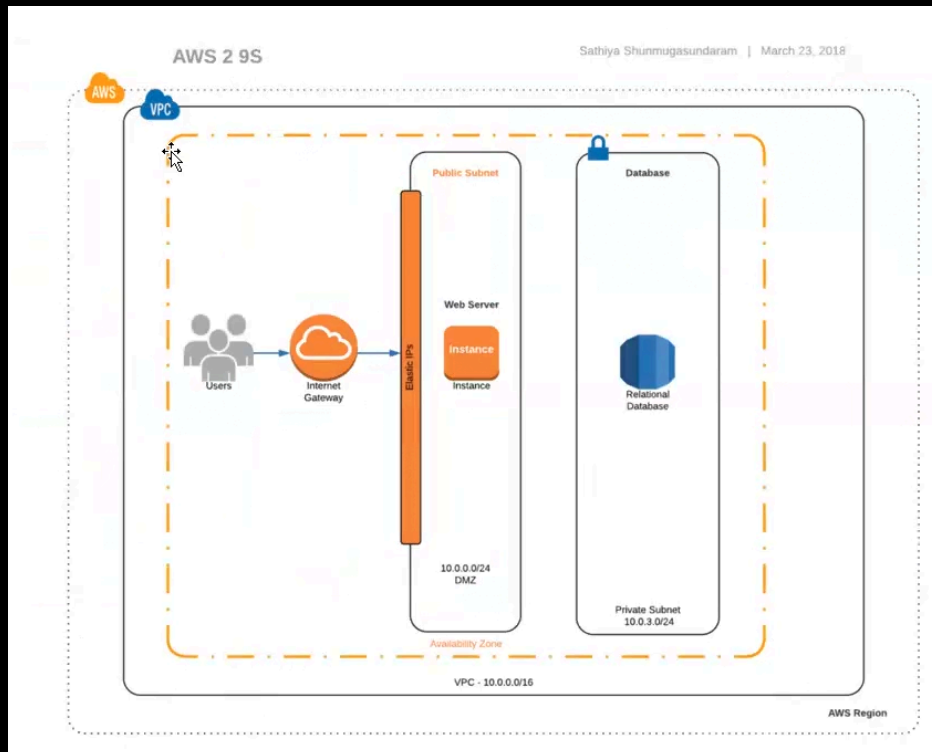 AWS 2 9S
Sathiya Shunmugasundaram | March 23, 2018
AWS
VPC
Public Subnet
Database
Web Server
Instance
Instance
Elastic IPs
Users
Internet
Gateway
Relational
Database
10.0.0.0/24
DMZ
Private Subnet
10.0.3.0/24
Availability Zone
VPC - 10.0.0.0/16
AWS Region